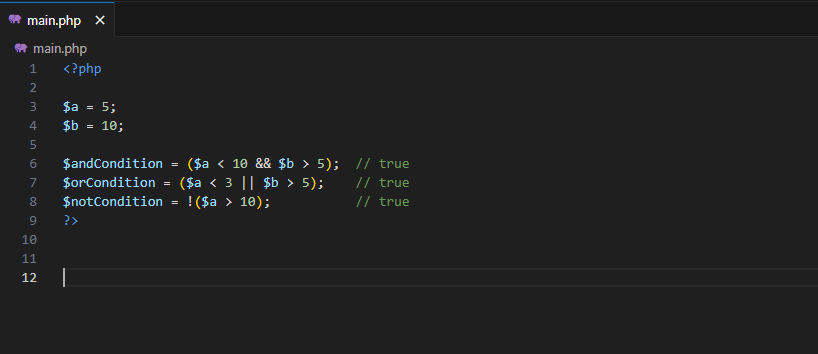 main.php ×
main.php
1 <?php
2
3 $a = 5;
4 $b = 10;
5
6 $andCondition = ($a < 10 && $b > 5);  // true
7 $orCondition = ($a < 3 || $b > 5);    // true
8 $notCondition = !($a > 10);           // true
9 ?>
10
11
12